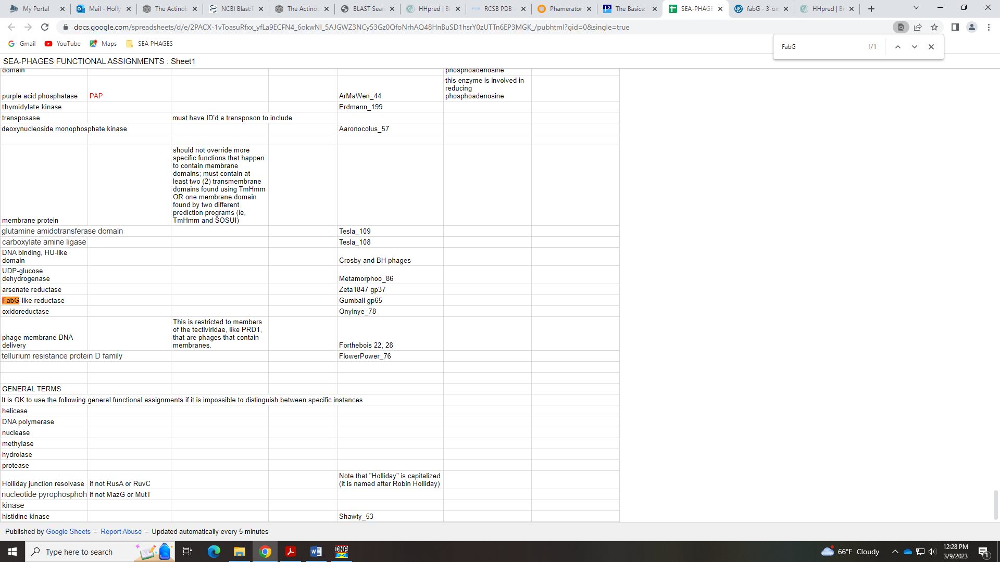 My Portal
Mail - Holly
The Actinob
NCBI Blast:P
The Actinob
BLAST Sear
HHpred | Bi
RCSB PDB -
Phamerator
The Basics:
SEA-PHAGE
fabG - 3-ox
HHpred | Bi
docs.google.com/spreadsheets/d/e/2PACX-1vToasuRfxx_yfLa9ECFN4_6okwNI_5AJGWZ3NCy53Gz0QfoNrhAQ48HnBuSD1hsrY0zUTTn6EP3MGK_/pubhtml?gid=0&single=true
Gmail
YouTube
Maps
SEA PHAGES
FabG
1/1
SEA-PHAGES FUNCTIONAL ASSIGNMENTS : Sheet1
domain
phosphoadenosine
purple acid phosphatase
PAP
ArMaWen_44
this enzyme is involved in
reducing
phosphoadenosine
thymidylate kinase
Erdmann_199
transposase
must have ID'd a transposon to include
deoxynucleoside monophosphate kinase
Aaronocolus_57
membrane protein
should not override more
specific functions that happen
to contain membrane
domains; must contain at
least two (2) transmembrane
domains found using TmHmm
OR one membrane domain
found by two different
prediction programs (ie,
TmHmm and SOSUI)
glutamine amidotransferase domain
Tesla_109
carboxylate amine ligase
Tesla_108
DNA binding, HU-like
domain
Crosby and BH phages
UDP-glucose
dehydrogenase
Metamorphoo_86
arsenate reductase
Zeta1847 gp37
FabG-like reductase
Gumball gp65
oxidoreductase
Onyinye_78
phage membrane DNA
delivery
This is restricted to members
of the tectiviridae, like PRD1,
that are phages that contain
membranes.
Forthebois 22, 28
tellurium resistance protein D family
FlowerPower_76
GENERAL TERMS
It is OK to use the following general functional assignments if it is impossible to distinguish between specific instances
helicase
DNA polymerase
nuclease
methylase
hydrolase
protease
Holliday junction resolvase
if not RusA or RuvC
Note that "Holliday" is capitalized
(it is named after Robin Holliday)
nucleotide pyrophosphoh
if not MazG or MutT
kinase
histidine kinase
Shawty_53
Published by Google Sheets – Report Abuse – Updated automatically every 5 minutes
Type here to search
DNA
66°F Cloudy
12:28 PM
3/9/2023
1